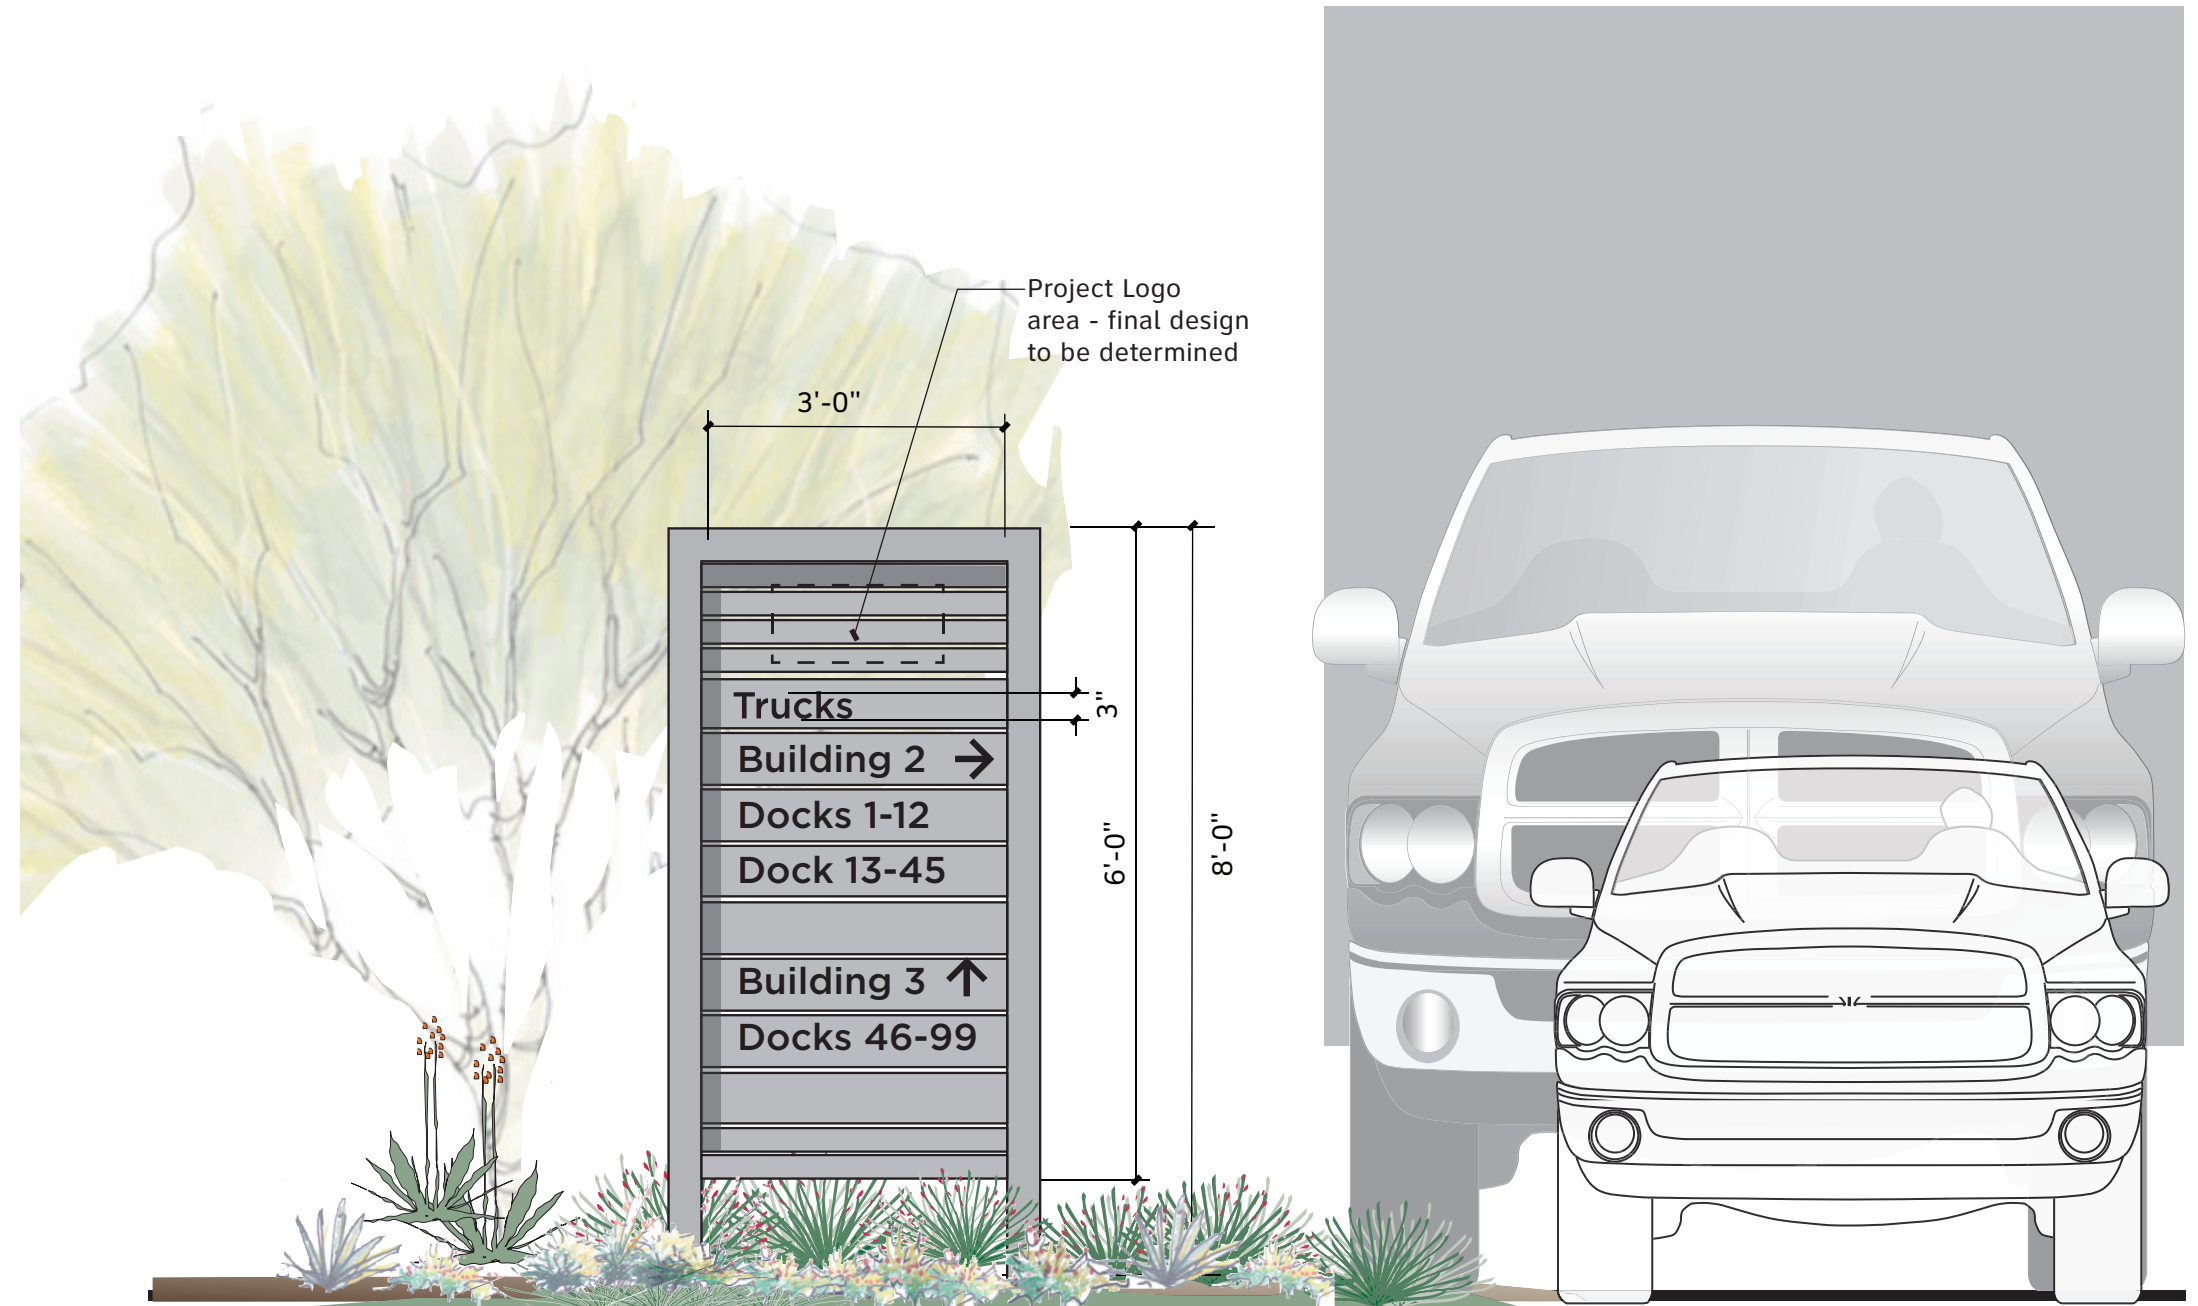 Project Logo
area - final design
to be determined
3'-0"
Trucks
3"
Building 2 →
Docks 1-12
Dock 13-45
6'-0"
8'-0"
Building 3 ↑
Docks 46-99